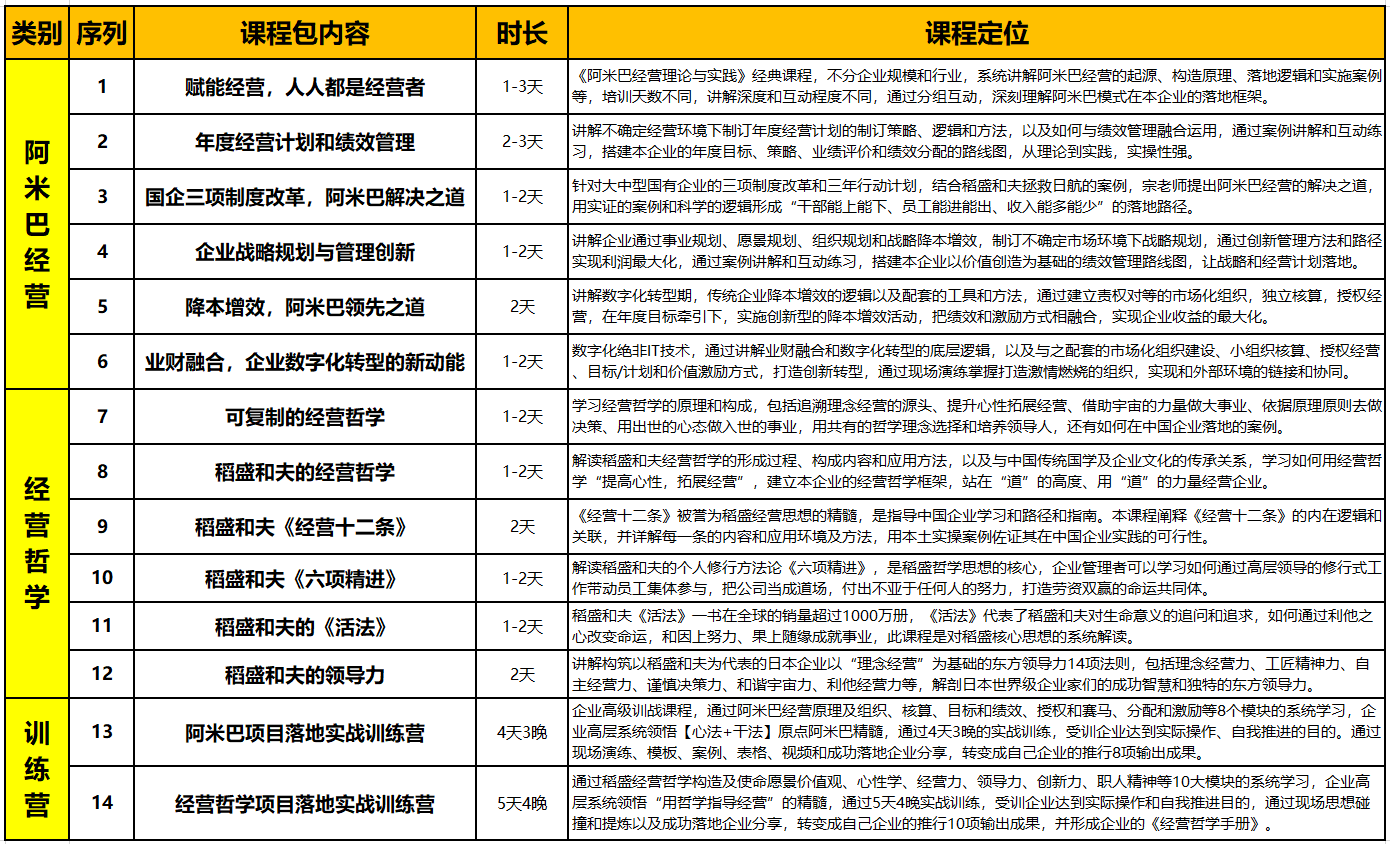 类别 序列 课程包内容 时长 课程定位
阿米巴经营
1 赋能经营，人人都是经营者 1-3天
《阿米巴经营理论与实践》经典课程，不分企业规模和行业，系统讲解阿米巴经营的起源、构造原理、落地逻辑和实施案例
等，培训天数不同，讲解深度和互动程度不同，通过分组互动，深刻理解阿米巴模式在本企业的落地框架。
2 年度经营计划和绩效管理 2-3天
讲解不确定经营环境下制订年度经营计划的制订策略、逻辑和方法，以及如何与绩效管理融合运用，通过案例讲解和互动练
习，搭建本企业的年度目标、策略、业绩评价和绩效分配的路线图，从理论到实践，实操性强。
3 国企三项制度改革，阿米巴解决之道 1-2天
针对大中型国有企业的三项制度改革和三年行动计划，结合稻盛和夫拯救日航的案例，宗老师提出阿米巴经营的解决之道，
用实证的案例和科学的逻辑形成“干部能上能下、员工能进能出、收入能多能少”的落地路径。
4 企业战略规划与管理创新 1-2天
讲解企业通过事业规划、愿景规划、组织规划和战略降本增效，制订不确定市场环境下战略规划，通过创新管理方法和路径
实现利润最大化，通过案例讲解和互动练习，搭建本企业以价值创造为基础的绩效管理路线图，让战略和经营计划落地。
5 降本增效，阿米巴领先之道 2天
讲解数字化转型期，传统企业降本增效的逻辑以及配套的工具和方法，通过建立责权对等的市场化组织，独立核算，授权经
营，在年度目标牵引下，实施创新型的降本增效活动，把绩效和激励方式相融合，实现企业收益的最大化。
6 业财融合，企业数字化转型的新动能 1-2天
数字化绝非IT技术，通过讲解业财融合和数字化转型的底层逻辑，以及与之配套的市场化组织建设、小组织核算、授权经营
、目标/计划和价值激励方式，打造创新转型，通过现场演练掌握打造激情燃烧的组织，实现和外部环境的链接和协同。
经营哲学
7 可复制的经营哲学 1-2天
学习经营哲学的原理和构成，包括追溯理念经营的源头、提升心性拓展经营、借助宇宙的力量做大事业、依据原理原则去做
决策、用出世的心态做入世的事业，用共有的哲学理念选择和培养领导人，还有如何在中国企业落地的案例。
8 稻盛和夫的经营哲学 1-2天
解读稻盛和夫经营哲学的形成过程、构成内容和应用方法，以及与中国传统国学及企业文化的传承关系，学习如何用经营哲
学“提高心性，拓展经营”，建立本企业的经营哲学框架，站在“道”的高度、用“道”的力量经营企业。
9 稻盛和夫《经营十二条》 2天
《经营十二条》被誉为稻盛经营思想的精髓，是指导中国企业学习和路径和指南。本课程阐释《经营十二条》的内在逻辑和
关联，并详解每一条的内容和应用环境及方法，用本土实操案例佐证其在中国企业实践的可行性。
10 稻盛和夫《六项精进》 1-2天
解读稻盛和夫的个人修行方法论《六项精进》，是稻盛哲学思想的核心，企业管理者可以学习如何通过高层领导的修行式工
作带动员工集体参与，把公司当成道场，付出不亚于任何人的努力，打造劳资双赢的命运共同体。
11 稻盛和夫的《活法》 1-2天
稻盛和夫《活法》一书在全球的销量超过1000万册，《活法》代表了稻盛和夫对生命意义的追问和追求，如何通过利他之
心改变命运，和因上努力、果上随缘成就事业，此课程是对稻盛核心思想的系统解读。
12 稻盛和夫的领导力 2天
讲解构筑以稻盛和夫为代表的日本企业以“理念经营”为基础的东方领导力14项法则，包括理念经营力、工匠精神力、自
主经营力、谨慎决策力、和谐宇宙力、利他经营力等，解剖日本世界级企业家们的成功智慧和独特的东方领导力。
训练营
13 阿米巴项目落地实战训练营 4天3晚
企业高级训战课程，通过阿米巴经营原理及组织、核算、目标和绩效、授权和赛马、分配和激励等8个模块的系统学习，企
业高层系统领悟【心法+干法】原点阿米巴精髓，通过4天3晚的实战训练，受训企业达到实际操作、自我推进的目的。通过
现场演练、模板、案例、表格、视频和成功落地企业分享，转变成自己企业的推行8项输出成果。
14 经营哲学项目落地实战训练营 5天4晚
通过稻盛经营哲学构造及使命愿景价值观、心性学、经营力、领导力、创新力、职人精神等10大模块的系统学习，企业高
层系统领悟“用哲学指导经营”的精髓，通过5天4晚实战训练，受训企业达到实际操作和自我推进目的，通过现场思想碰
撞和提炼以及成功落地企业分享，转变成自己企业的推行10项输出成果，并形成企业的《经营哲学手册》。